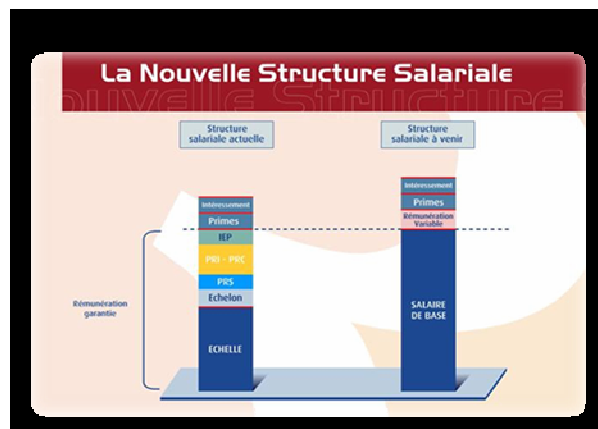 La Nouvelle Structure Salariale
Structure
salariale actuelle
Structure
salariale à venir
Intéressement
Primes
IEP
PRI - PRC
PRS
Echelon
ECHELLE
Intéressement
Primes
Rémunération
Variable
SALAIRE
DE BASE
Rémunération
garantie